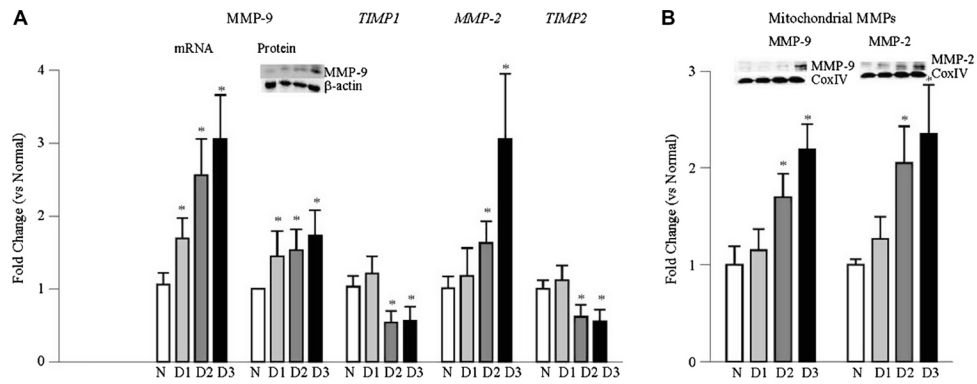 A
MMP-9 TIMP1 MMP-2 TIMP2
mRNA Protein
MMP-9
β-actin
Fold Change (vs Normal)
4
3
2
1
0
* * * * * * * * * * * *
N D1 D2 D3 N D1 D2 D3 N D1 D2 D3 N D1 D2 D3 N D1 D2 D3
B
Mitochondrial MMPs
MMP-9 MMP-2
MMP-9 MMP-2
CoxIV CoxIV
Fold Change (vs Normal)
3
2
1
0
* * * *
N D1 D2 D3 N D1 D2 D3